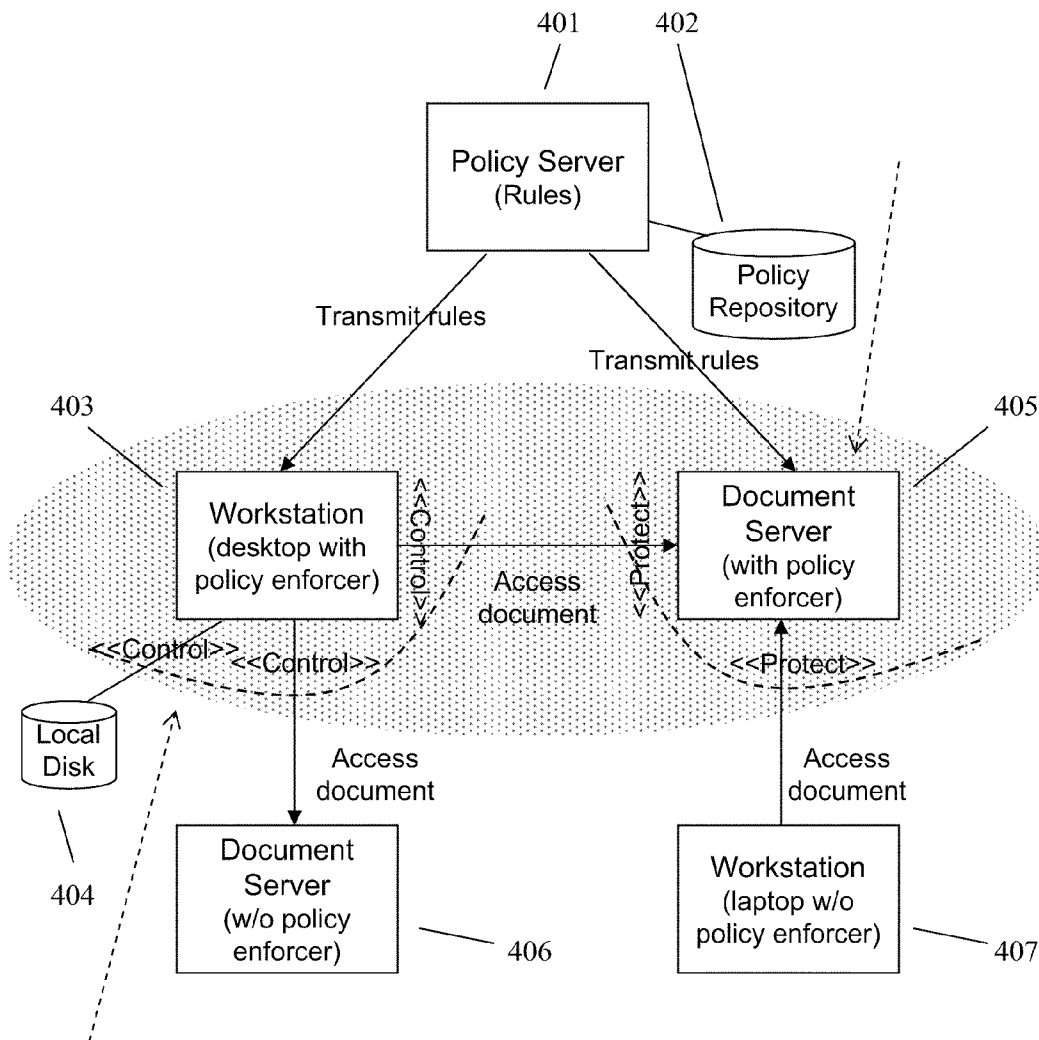 401
402
Policy Server
(Rules)
Policy
Repository
Transmit rules
Transmit rules
403
405
Workstation
(desktop with
policy enforcer)
<<Control>>
<<Protect>>
Document
Server
(with policy
enforcer)
Access
document
<<Control>>
<<Control>>
<<Protect>>
Local
Disk
Access
document
Access
document
404
Document
Server
(w/o policy
enforcer)
406
Workstation
(laptop w/o
policy enforcer)
407